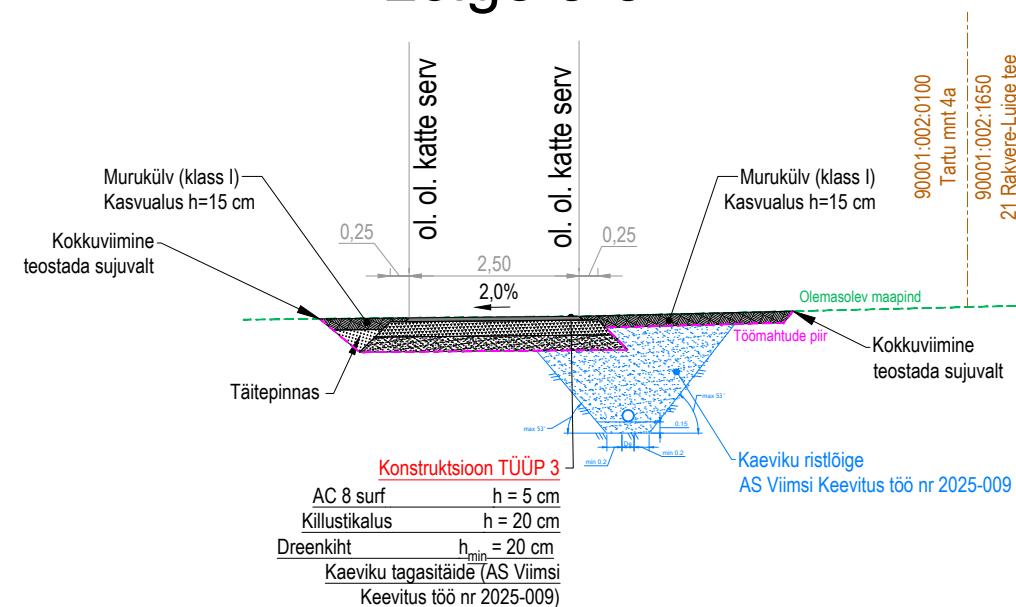 ol. ol. katte serv
ol. ol. katte serv
90001:002:0100
Tartu mnt 4a
90001:002:1650
21 Rakvere-Luige tee
Murukülv (klass I)
Kasvualus h=15 cm
Murukülv (klass I)
Kasvualus h=15 cm
Kokkuviimine
teostada sujuvalt
0,25
2,50
0,25
2,0%
Olemasolev maapind
Töömahtude piir
Kokkuviimine
teostada sujuvalt
Täitepinnas
max 53°
max 53°
0.15
De
min 0.2
min 0.2
Kaeviku ristlõige
AS Viimsi Keevitus töö nr 2025-009
Konstruktsioon TÜÜP 3
AC 8 surf h = 5 cm
Killustikalus h = 20 cm
Dreenkiht hmin = 20 cm
Kaeviku tagasitäide (AS Viimsi
Keevitus töö nr 2025-009)